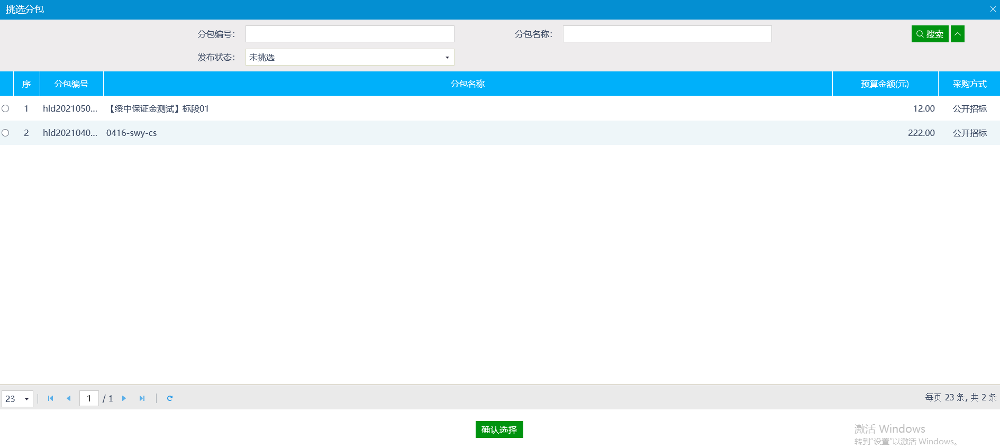 挑选分包
分包编号： 分包名称： 搜索
发布状态： 未挑选
序 分包编号 分包名称 预算金额(元) 采购方式
1 hld2021050... 【绥中保证金测试】标段01 12.00 公开招标
2 hld2021040... 0416-swy-cs 222.00 公开招标
23 1 / 1 每页 23 条, 共 2 条
确认选择
激活 Windows
转到“设置”以激活 Windows。